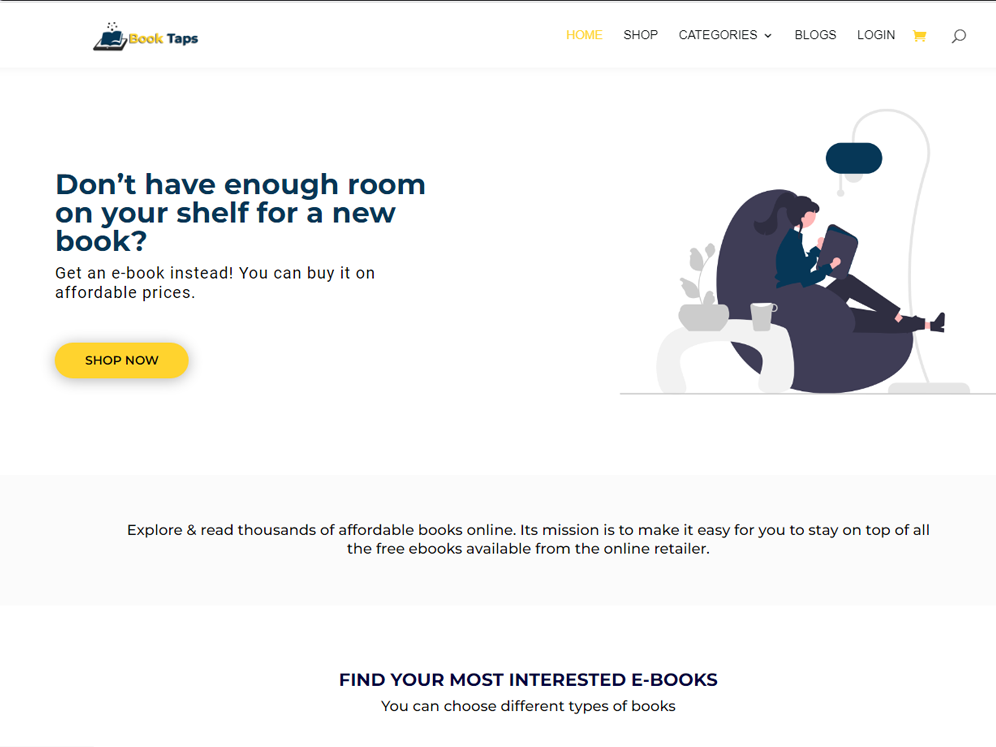 Book Taps
HOME SHOP CATEGORIES BLOGS LOGIN
Don’t have enough room
on your shelf for a new
book?
Get an e-book instead! You can buy it on
affordable prices.
SHOP NOW
Explore & read thousands of affordable books online. Its mission is to make it easy for you to stay on top of all
the free ebooks available from the online retailer.
FIND YOUR MOST INTERESTED E-BOOKS
You can choose different types of books